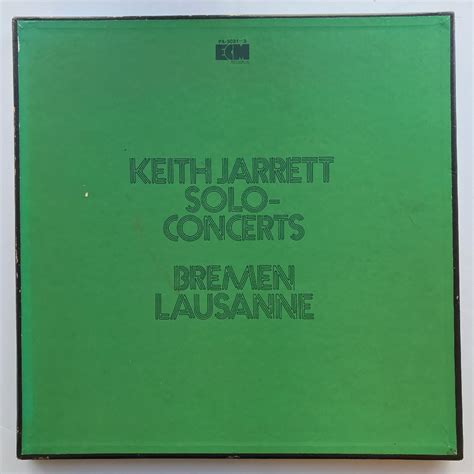 ECM
KEITH JARRETT
SOLO-
CONCERTS
BREMEN
LAUSANNE